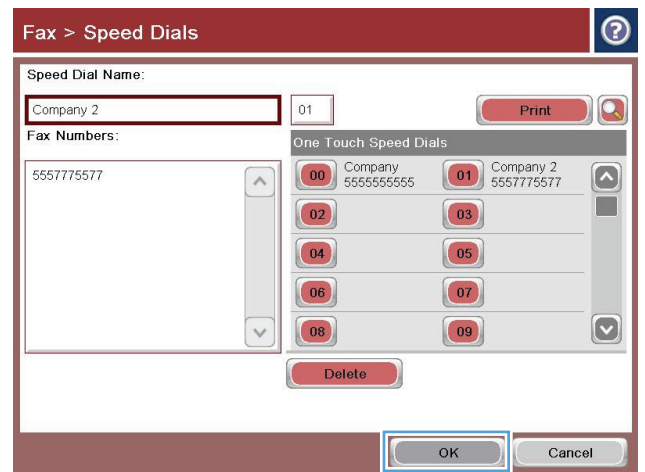 Fax > Speed Dials
?
Speed Dial Name:
Company 2
01
Print
Fax Numbers:
5557775577
One Touch Speed Dials
00 Company 5555555555
01 Company 2 5557775577
02
03
04
05
06
07
08
09
Delete
OK
Cancel